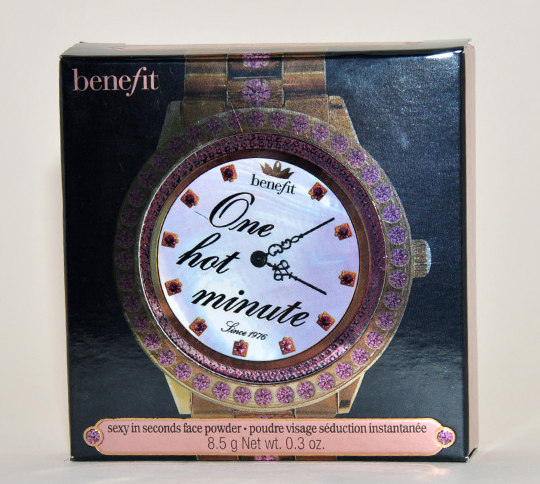 benefit
benefit
One
hot
minute
Since 1976
sexy in seconds face powder • poudre visage séduction instantanée
8.5 g Net wt. 0.3 oz.